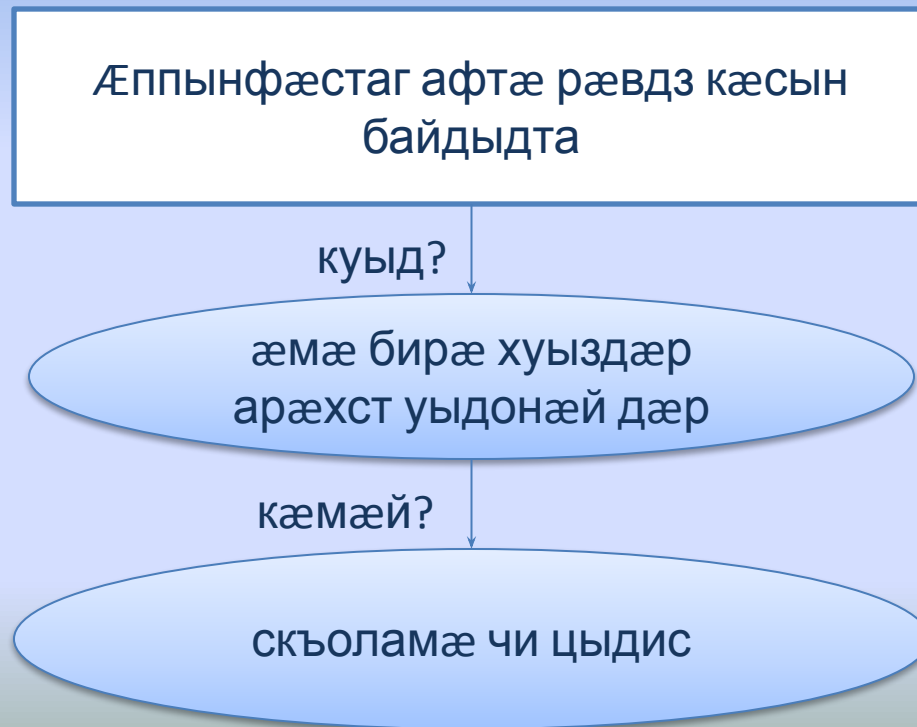 Æппынфæстаг афтæ рæвдз кæсын
байдыдта
куыд?
æмæ бирæ хуыздæр
арæхст уыдонæй дæр
кæмæй?
скъоламæ чи цыдис